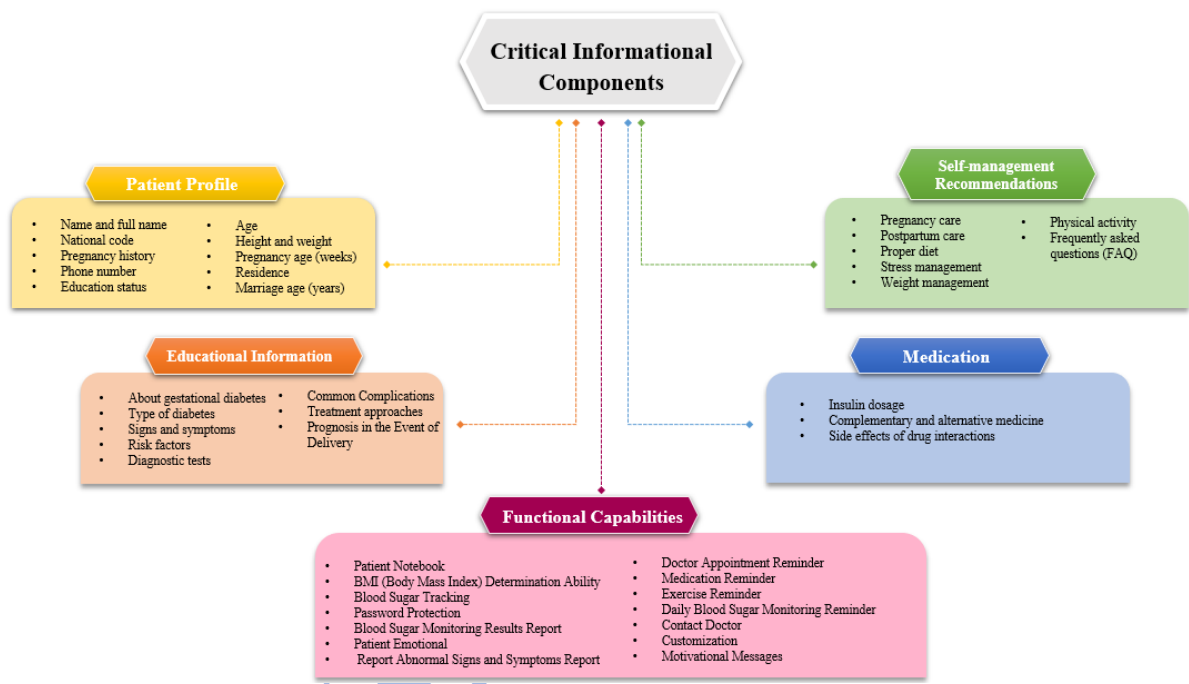 Critical Informational
Components
Patient Profile
• Name and full name
• National code
• Pregnancy history
• Phone number
• Education status
• Age
• Height and weight
• Pregnancy age (weeks)
• Residence
• Marriage age (years)
Self-management
Recommendations
• Pregnancy care
• Postpartum care
• Proper diet
• Stress management
• Weight management
• Physical activity
• Frequently asked
questions (FAQ)
Educational Information
• About gestational diabetes
• Type of diabetes
• Signs and symptoms
• Risk factors
• Diagnostic tests
• Common Complications
• Treatment approaches
• Prognosis in the Event of
Delivery
Medication
• Insulin dosage
• Complementary and alternative medicine
• Side effects of drug interactions
Functional Capabilities
• Patient Notebook
• BMI (Body Mass Index) Determination Ability
• Blood Sugar Tracking
• Password Protection
• Blood Sugar Monitoring Results Report
• Patient Emotional
• Report Abnormal Signs and Symptoms Report
• Doctor Appointment Reminder
• Medication Reminder
• Exercise Reminder
• Daily Blood Sugar Monitoring Reminder
• Contact Doctor
• Customization
• Motivational Messages